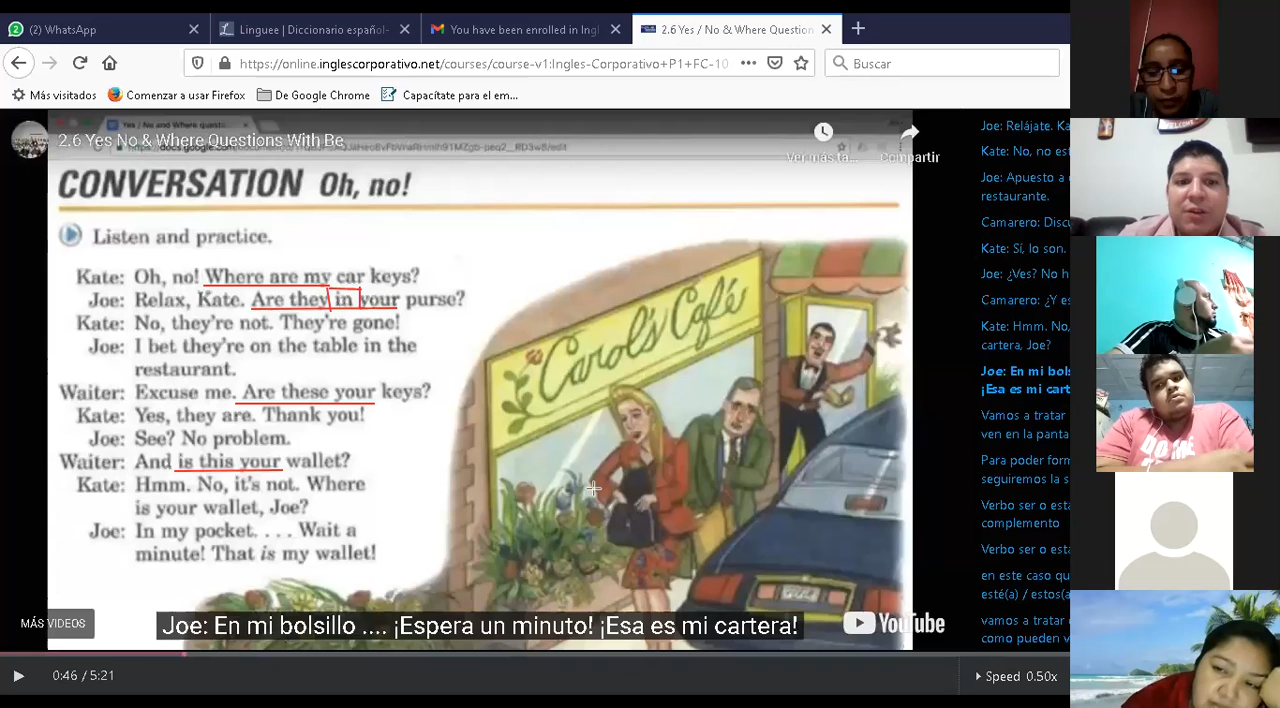 (2) WhatsApp
Linguee | Diccionario español-
You have been enrolled in Ingl
2.6 Yes / No & Where Question
https://online.inglescorporativo.net/courses/course-v1:Ingles-Corporativo+P1+FC-10
Buscar
Más visitados
Comenzar a usar Firefox
De Google Chrome
Capacítate para el em...
2.6 Yes No & Where Questions With Be
Ver más ta...
Compartir
CONVERSATION Oh, no!
Listen and practice.
Kate: Oh, no! Where are my car keys?
Joe: Relax, Kate. Are they in your purse?
Kate: No, they're not. They're gone!
Joe: I bet they're on the table in the
restaurant.
Waiter: Excuse me. Are these your keys?
Kate: Yes, they are. Thank you!
Joe: See? No problem.
Waiter: And is this your wallet?
Kate: Hmm. No, it's not. Where
is your wallet, Joe?
Joe: In my pocket. . . . Wait a
minute! That is my wallet!
Carol's Café
MÁS VIDEOS
Joe: En mi bolsillo .... ¡Espera un minuto! ¡Esa es mi cartera!
YouTube
0:46 / 5:21
Speed 0.50x
Joe: Relájate. Ka
Kate: No, no est
Joe: Apuesto a
restaurante.
Camarero: Discu
Kate: Sí, lo son.
Joe: ¿Ves? No h
Camarero: ¿Y es
Kate: Hmm. No,
cartera, Joe?
Joe: En mi bols
¡Esa es mi cart
Vamos a tratar
ven en la panta
Para poder form
seguiremos la s
Verbo ser o esta
complemento
Verbo ser o esta
en este caso qu
esté(a) / estos(a
vamos a tratar
como pueden v